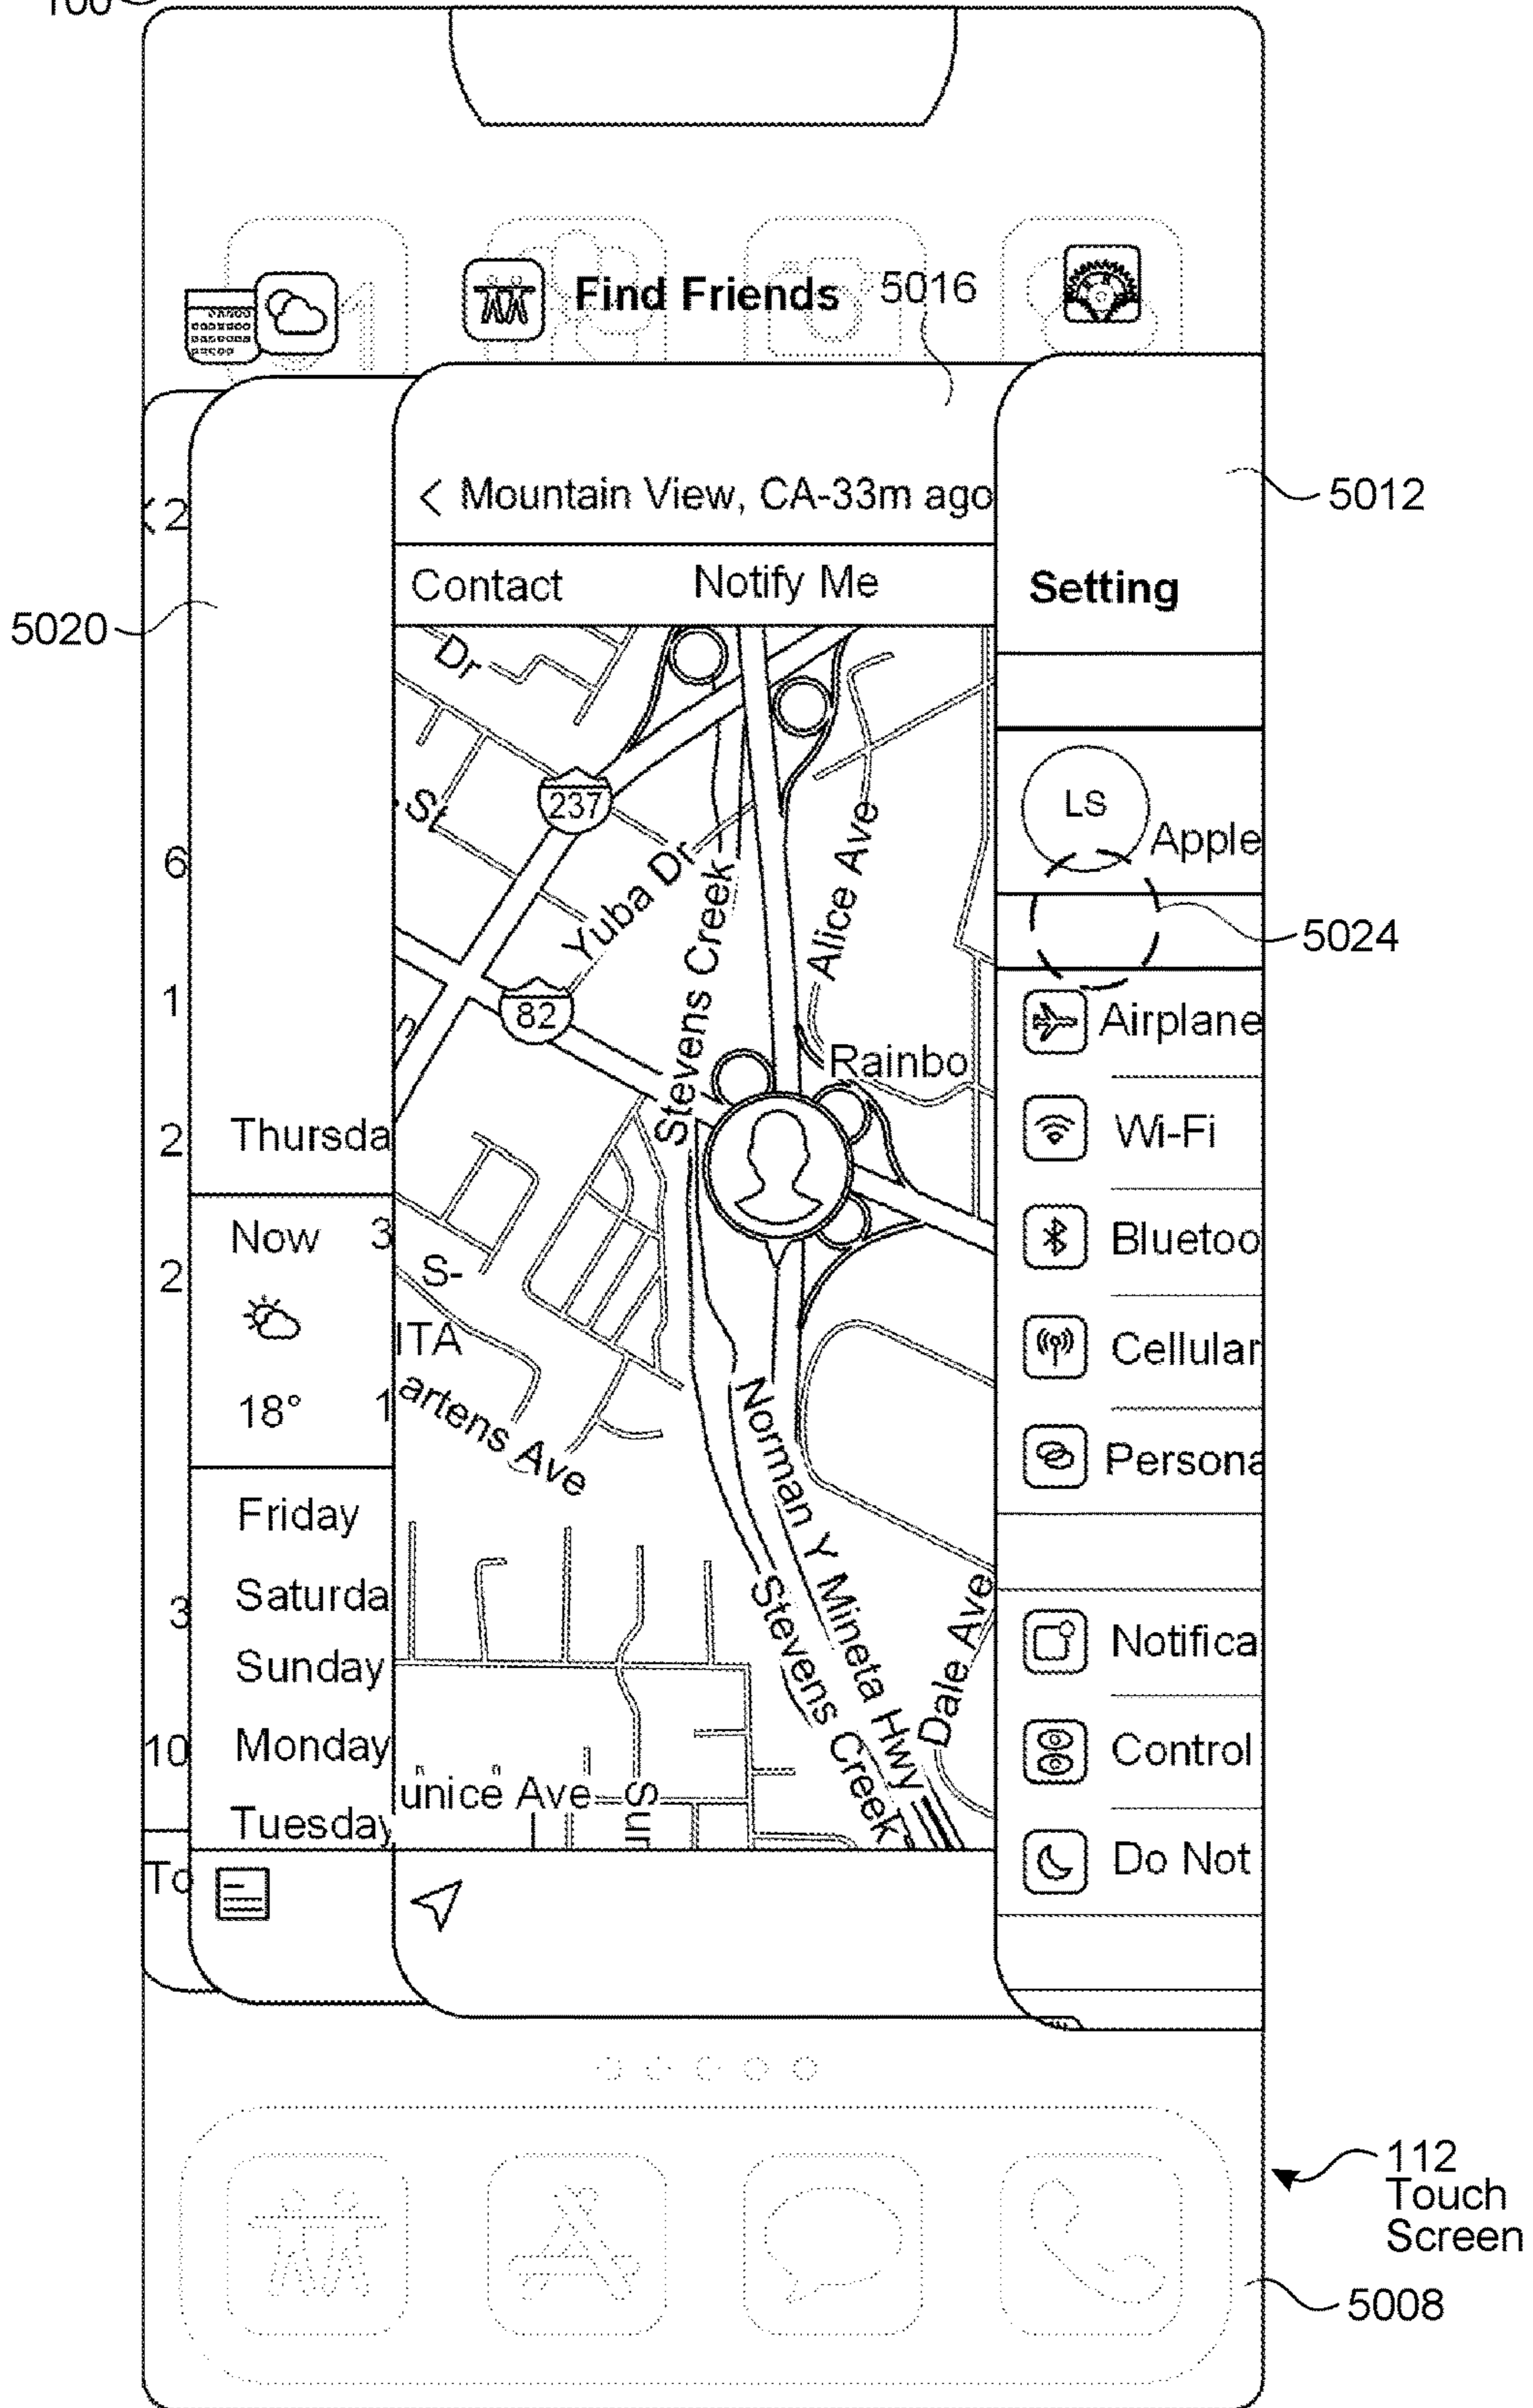 100
Find Friends
5016
< Mountain View, CA-33m ago
5012
< 2
Contact
Notify Me
Setting
5020
Dr
LS
237
St
Apple
Yuba Dr
Stevens Creek
Alice Ave
6
5024
82
1
n
Airplane
Rainbo
2
Thursda
Wi-Fi
Now
3
2
S-
Bluetoo
ITA
18°
1
artens Ave
Cellular
Norman Y Mineta Hwy
Persona
Friday
Saturda
3
Stevens Creek
Dale Ave
Notifica
Sunday
Monday
10
Control
unice Ave
Sun
Tuesday
Do Not
To
112
Touch
Screen
5008